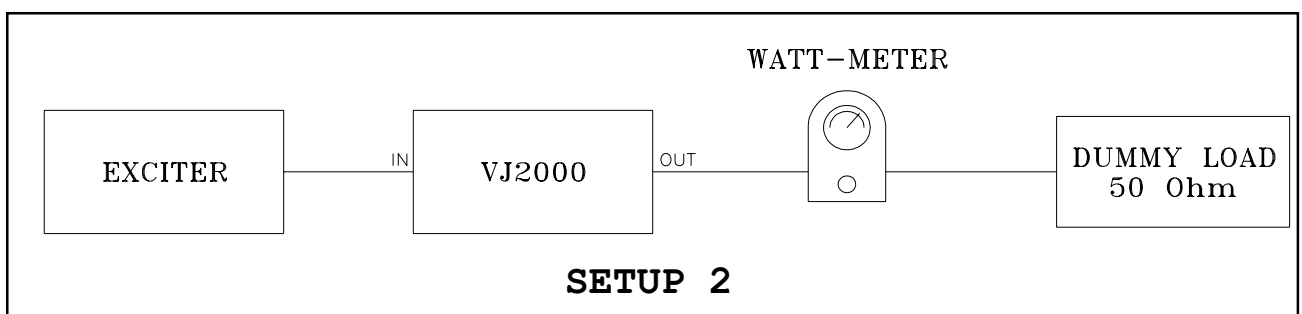 WATT-METER
EXCITER
IN
VJ2000
OUT
DUMMY LOAD
50 Ohm
SETUP 2